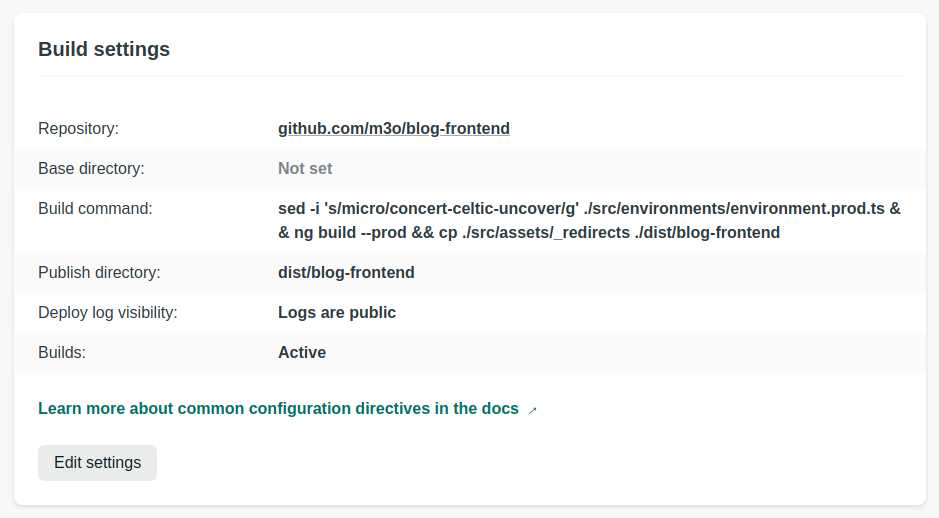 Build settings
Repository: github.com/m3o/blog-frontend
Base directory: Not set
Build command: sed -i 's/micro/concert-celtic-uncover/g' ./src/environments/environment.prod.ts &
& ng build --prod && cp ./src/assets/_redirects ./dist/blog-frontend
Publish directory: dist/blog-frontend
Deploy log visibility: Logs are public
Builds: Active
Learn more about common configuration directives in the docs ↗
Edit settings